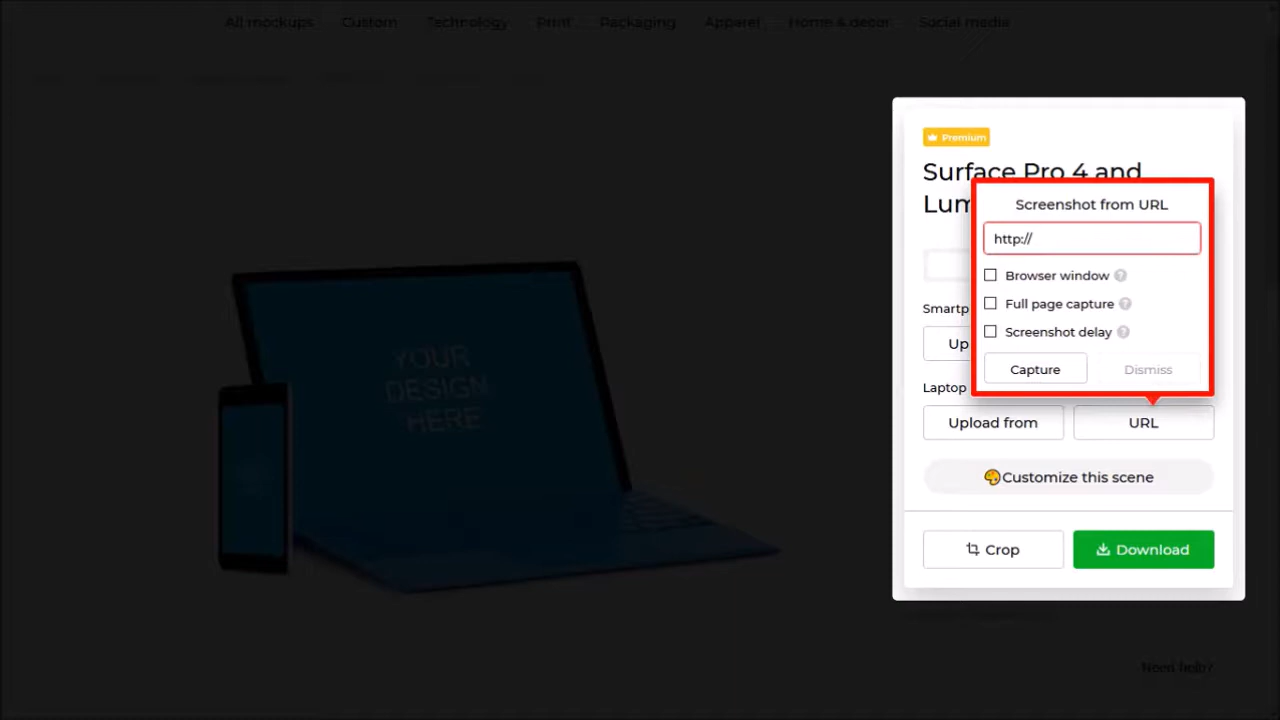 All mockups Custom Technology Print Packaging Apparel Home & decor Social media
Premium
Surface Pro 4 and
Lum
Screenshot from URL
http://
Browser window ?
Full page capture ?
Screenshot delay ?
Capture Dismiss
Smartp
Up
Laptop
Upload from URL
Customize this scene
Crop Download
YOUR
DESIGN
HERE
Need help?